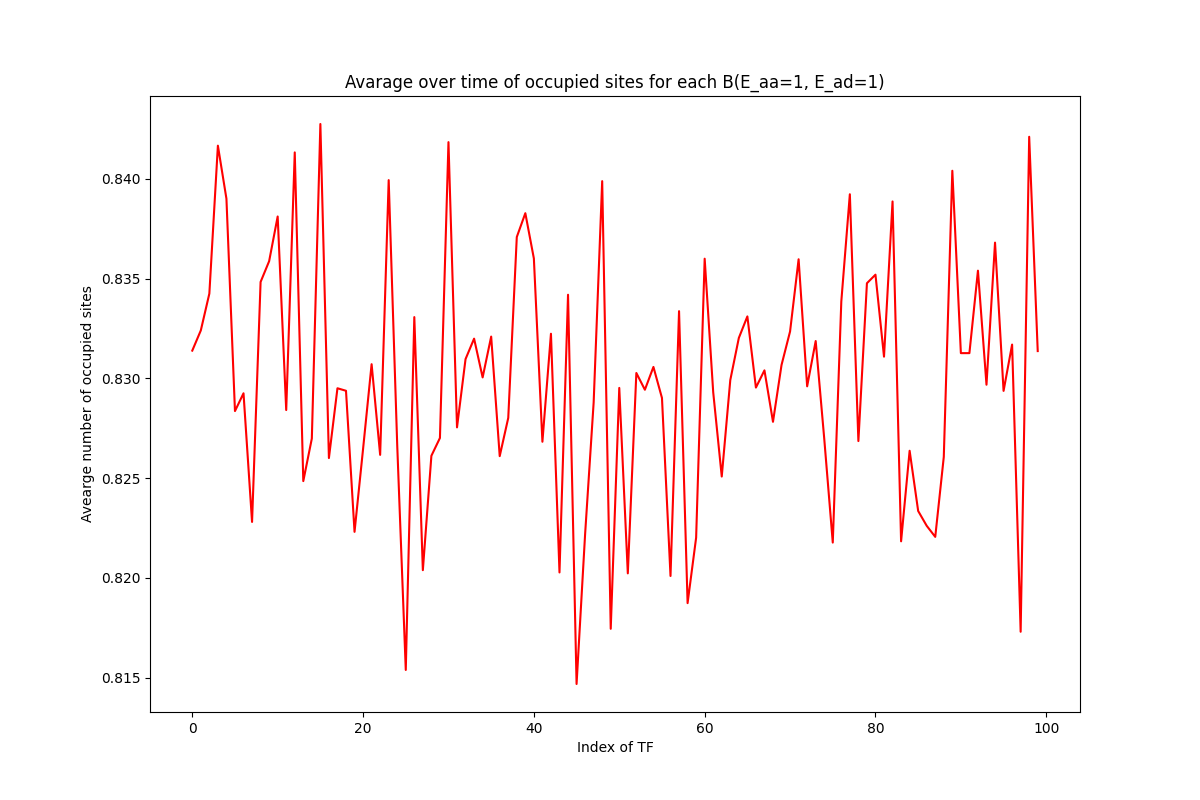 Avarage over time of occupied sites for each B(E_aa=1, E_ad=1)
Avearge number of occupied sites
0.840
0.835
0.830
0.825
0.820
0.815
0 20 40 60 80 100
Index of TF